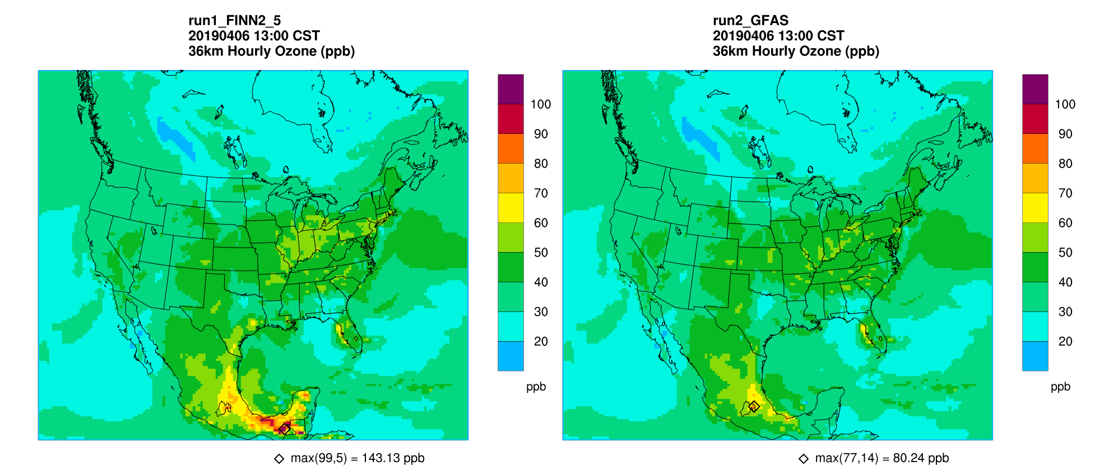 run1_FINN2_5
20190406 13:00 CST
36km Hourly Ozone (ppb)
100
90
80
70
60
50
40
30
20
ppb
max(99,5) = 143.13 ppb
run2_GFAS
20190406 13:00 CST
36km Hourly Ozone (ppb)
100
90
80
70
60
50
40
30
20
ppb
max(77,14) = 80.24 ppb